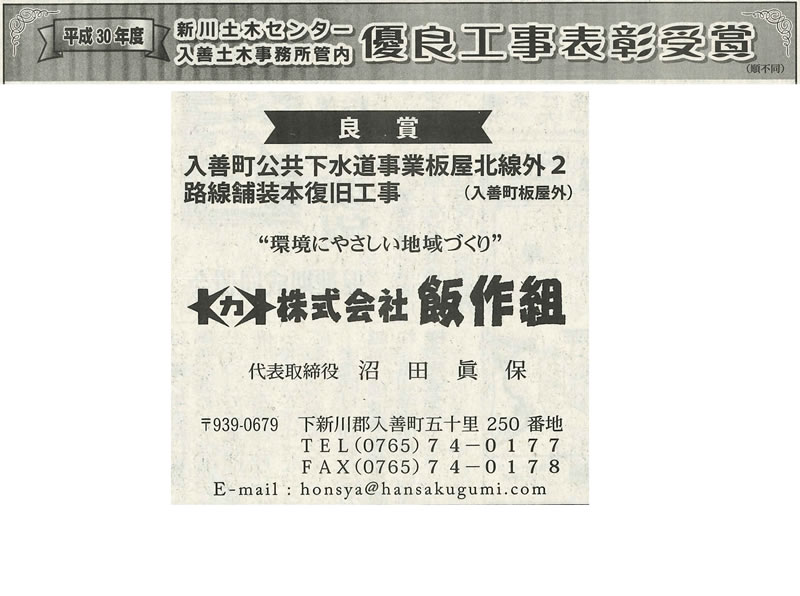 平成30年度
新川土木センター
入善土木事務所管内
優良工事表彰受賞
(順不同)
良賞
入善町公共下水道事業板屋北線外2
路線舗装本復旧工事 (入善町板屋外)
“環境にやさしい地域づくり”
カ 株式会社 飯作組
代表取締役 沼田眞保
〒939-0679 下新川郡入善町五十里 250 番地
TEL(0765)74－0177
FAX(0765)74－0178
E-mail : honsya@hansakugumi.com